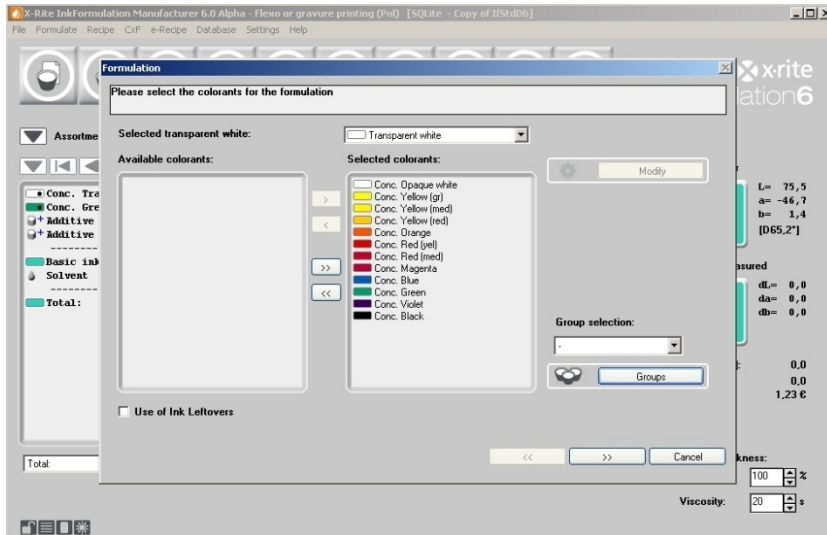 X-Rite InkFormulation Manufacturer 6.0 Alpha - Flexo or gravure printing (Pol) [SQLite - Copy of IfStdDb]
File Formulate Recipe CxF e-Recipe Database Settings Help
x·rite
lation6
Formulation
Please select the colorants for the formulation
Assortme
Selected transparent white:
Transparent white
Available colorants:
Selected colorants:
Modify
Conc. Opaque white
Conc. Yellow (gr)
Conc. Yellow (med)
Conc. Yellow (red)
Conc. Orange
Conc. Red (yel)
Conc. Red (med)
Conc. Magenta
Conc. Blue
Conc. Green
Conc. Violet
Conc. Black
>
<
>>
<<
Group selection:
-
Groups
Use of Ink Leftovers
<<
>>
Cancel
Conc. Tra
Conc. Gre
Additive
Additive
---------
Basic ink
Solvent
---------
Total:
Total:
L= 75,5
a= -46,7
b= 1,4
[D65,2°]
asured
dL= 0,0
da= 0,0
db= 0,0
0,0
0,0
1,23 €
kness:
100 %
Viscosity: 20 s